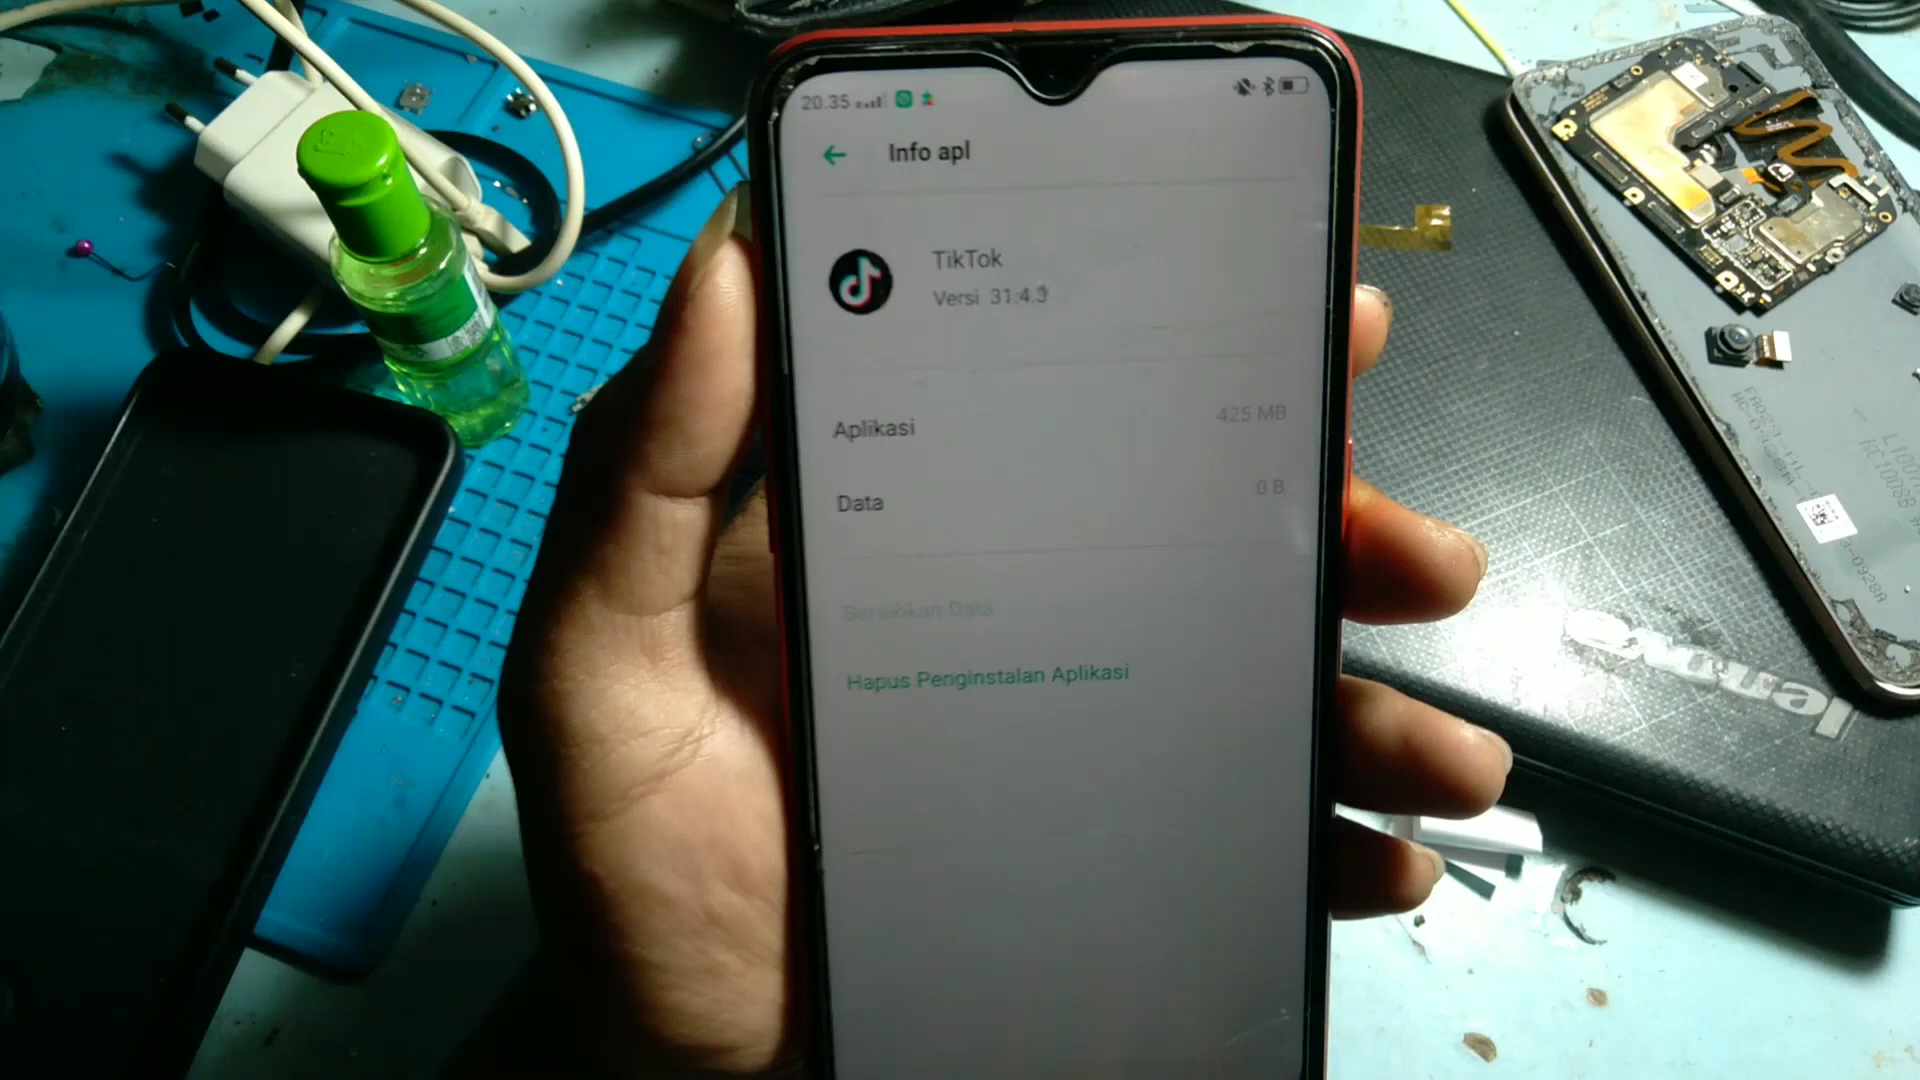 20.35
Info apl
TikTok
Versi 31.4.3
Aplikasi
425 MB
Data
0 B
Bersihkan Data
Hapus Penginstalan Aplikasi
lenovo